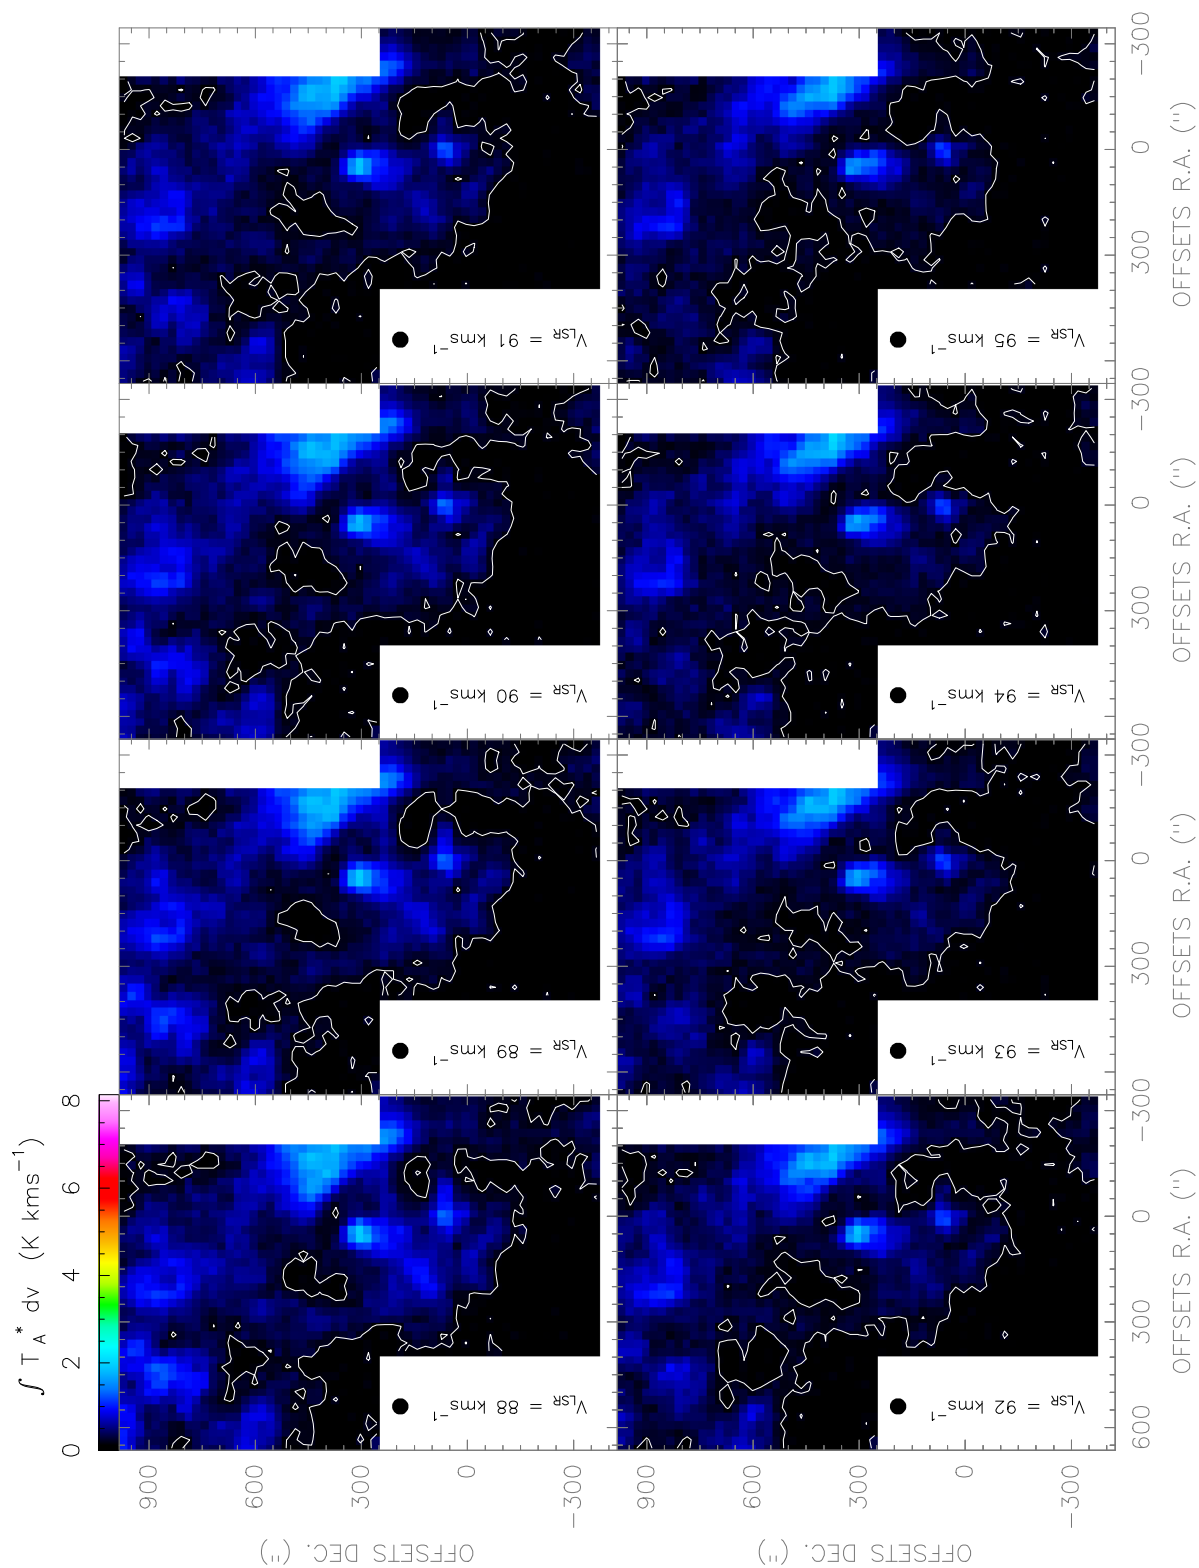 ∫ T_A^* dv (K kms⁻¹)
0 2 4 6 8
V_LSR = 88 kms⁻¹
V_LSR = 89 kms⁻¹
V_LSR = 90 kms⁻¹
V_LSR = 91 kms⁻¹
900 600 300 0 −300
OFFSETS DEC. (")
V_LSR = 92 kms⁻¹
V_LSR = 93 kms⁻¹
V_LSR = 94 kms⁻¹
V_LSR = 95 kms⁻¹
900 600 300 0 −300
OFFSETS DEC. (")
600 300 0 −300
300 0 −300
300 0 −300
300 0 −300
OFFSETS R.A. (")
OFFSETS R.A. (")
OFFSETS R.A. (")
OFFSETS R.A. (")